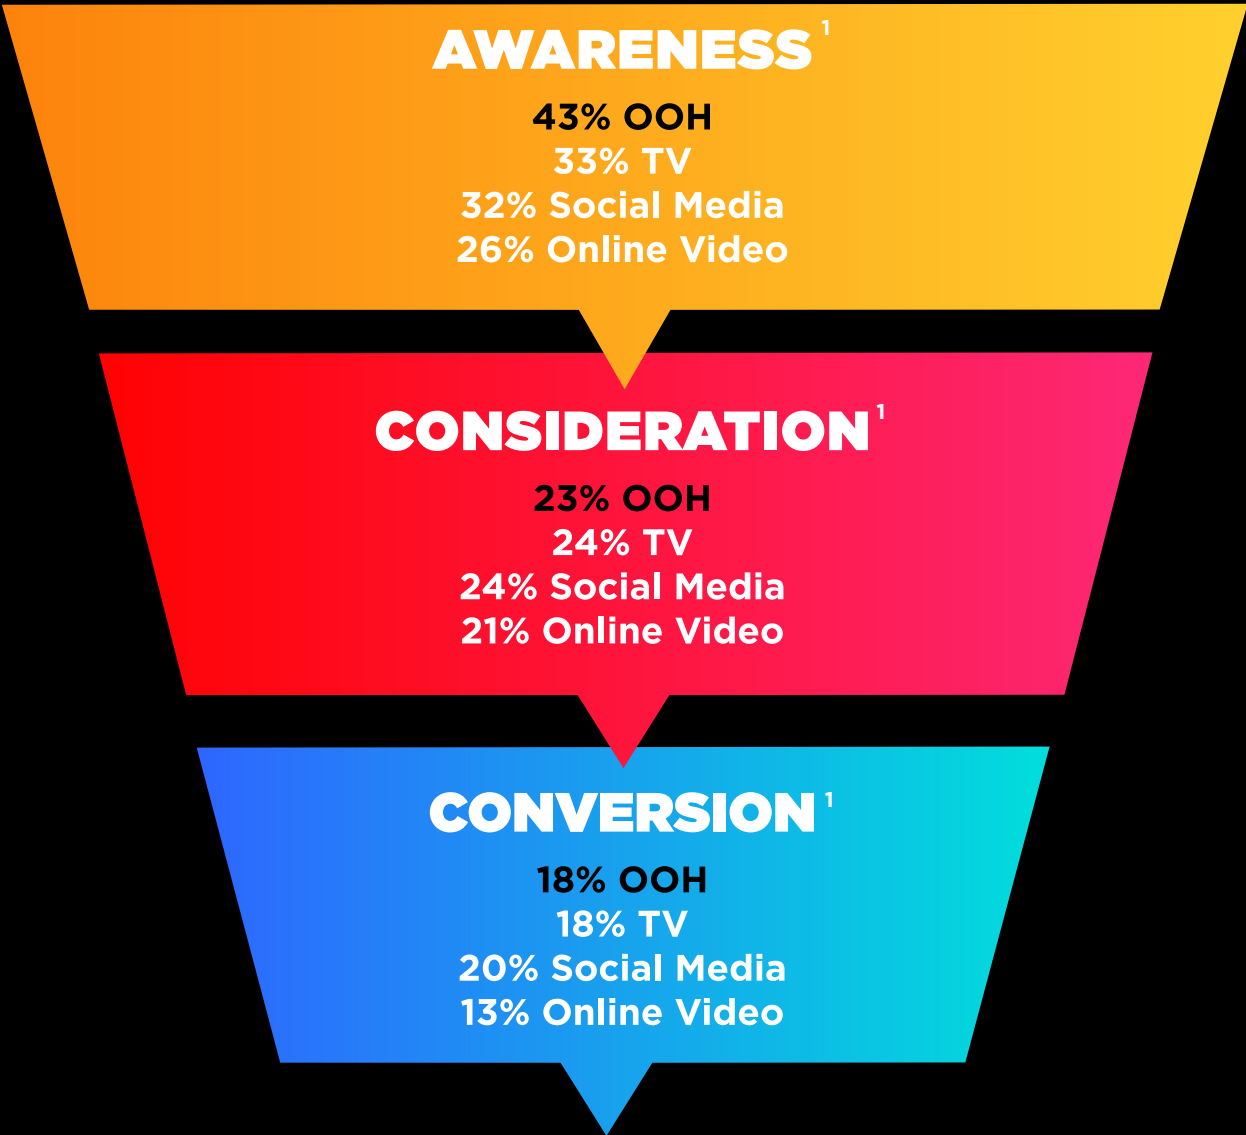 AWARENESS¹
43% OOH
33% TV
32% Social Media
26% Online Video
CONSIDERATION¹
23% OOH
24% TV
24% Social Media
21% Online Video
CONVERSION¹
18% OOH
18% TV
20% Social Media
13% Online Video